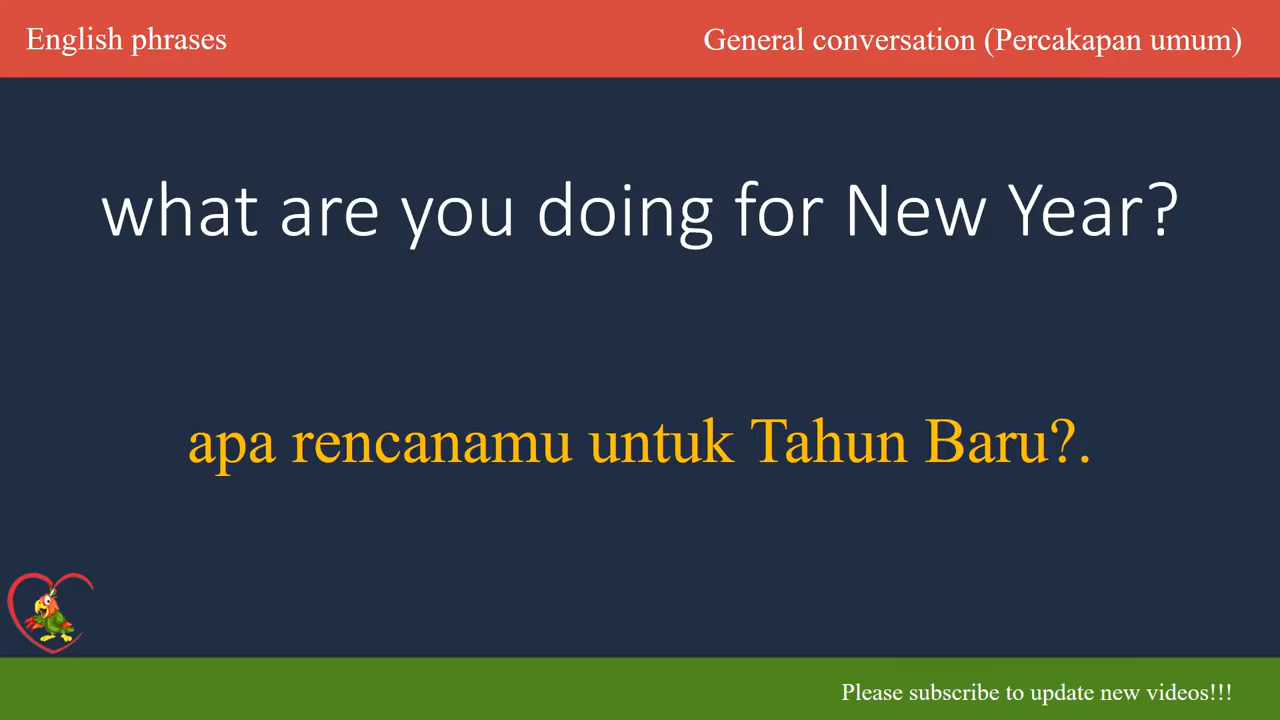 English phrases
General conversation (Percakapan umum)
what are you doing for New Year?
apa rencanamu untuk Tahun Baru?.
Please subscribe to update new videos!!!